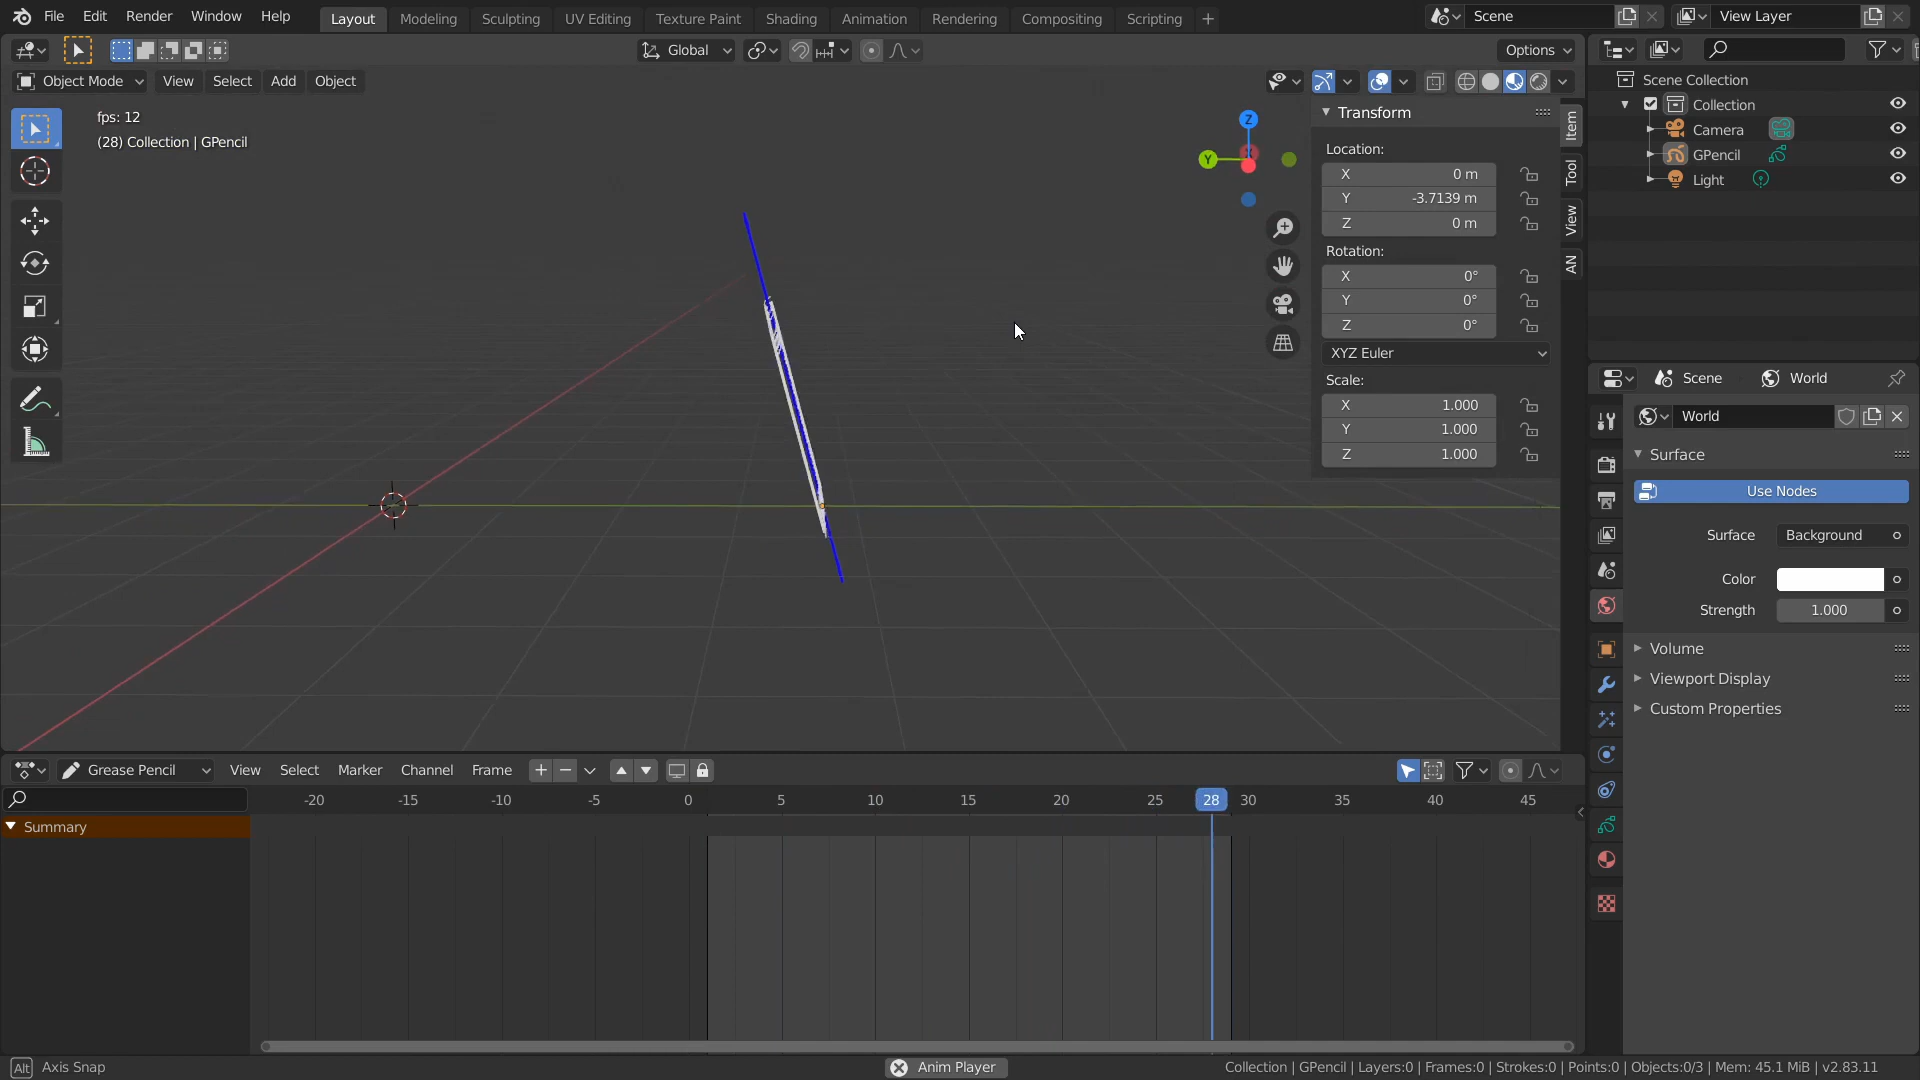 File Edit Render Window Help Layout Modeling Sculpting UV Editing Texture Paint Shading Animation Rendering Compositing Scripting + Scene View Layer
Global Options
Object Mode View Select Add Object
fps: 12
(28) Collection | GPencil
Z
Y
Transform
Location:
X 0 m
Y -3.7139 m
Z 0 m
Rotation:
X 0°
Y 0°
Z 0°
XYZ Euler
Scale:
X 1.000
Y 1.000
Z 1.000
Item
Tool
View
AN
Scene Collection
Collection
Camera
GPencil
Light
Scene World
World
Surface
Use Nodes
Surface Background
Color
Strength 1.000
Volume
Viewport Display
Custom Properties
Grease Pencil View Select Marker Channel Frame
-20 -15 -10 -5 0 5 10 15 20 25 28 30 35 40 45
Summary
Alt Axis Snap Anim Player Collection | GPencil | Layers:0 | Frames:0 | Strokes:0 | Points:0 | Objects:0/3 | Mem: 45.1 MiB | v2.83.11